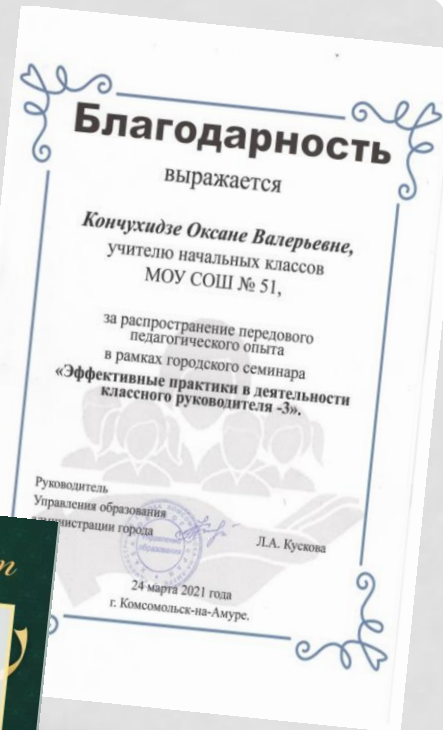 Благодарность
выражается
Кончухидзе Оксане Валерьевне,
учителю начальных классов
МОУ СОШ № 51,
за распространение передового
педагогического опыта
в рамках городского семинара
«Эффективные практики в деятельности
классного руководителя -3».
Руководитель
Управления образования
администрации города
Л.А. Кускова
24 марта 2021 года
г. Комсомольск-на-Амуре.